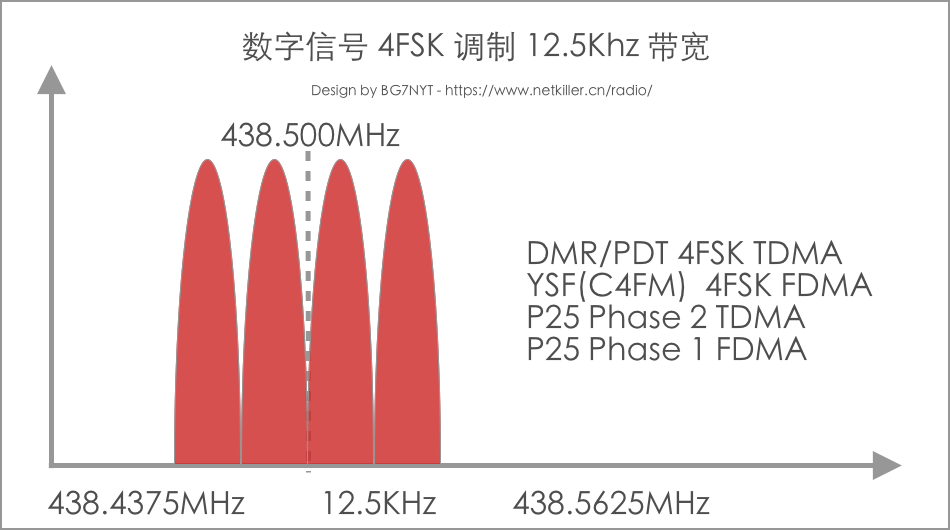 数字信号 4FSK 调制 12.5Khz 带宽
Design by BG7NYT - https://www.netkiller.cn/radio/
438.500MHz
DMR/PDT 4FSK TDMA
YSF(C4FM)  4FSK FDMA
P25 Phase 2 TDMA
P25 Phase 1 FDMA
438.4375MHz 12.5KHz 438.5625MHz